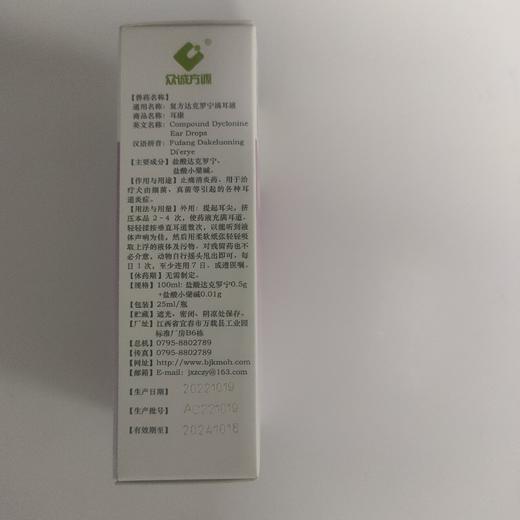 众诚方源
【兽药名称】
通用名称：复方达克罗宁滴耳液
商品名称：耳康
英文名称：Compound Dyclonine
Ear Drops
汉语拼音：Fufang Dakeluoning
Di'erye
【主要成分】盐酸达克罗宁、
盐酸小檗碱。
【作用与用途】止痛消炎药。用于治
疗犬由细菌、真菌等引起的各种耳
道炎症。
【用法与用量】外用：提起耳尖，挤
压本品2-4 次，使药液充满耳道。
轻轻揉按垂直耳道数次，以能听到液
体声响为佳，然后用柔软纸张轻轻吸
取上浮的液体及污物。对残留药也不
必介意，动物自行摇头甩出即可。每
日1次，至少连用7日。或遵医嘱。
【休药期】无需制定。
【规格】100ml：盐酸达克罗宁0.5g
+盐酸小檗碱0.01g
【包装】25ml/瓶
【贮藏】遮光，密闭，阴凉处保存。
【厂址】江西省宜春市万载县工业园
标准厂房B6栋
【总机】0795-8802789
【传真】0795-8802789
【网址】http://www.bjkmoh.com
【邮箱】E-mail：jxzczy@163.com
【生产日期】 20221019
【生产批号】 AC221019
【有效期至】 20241018